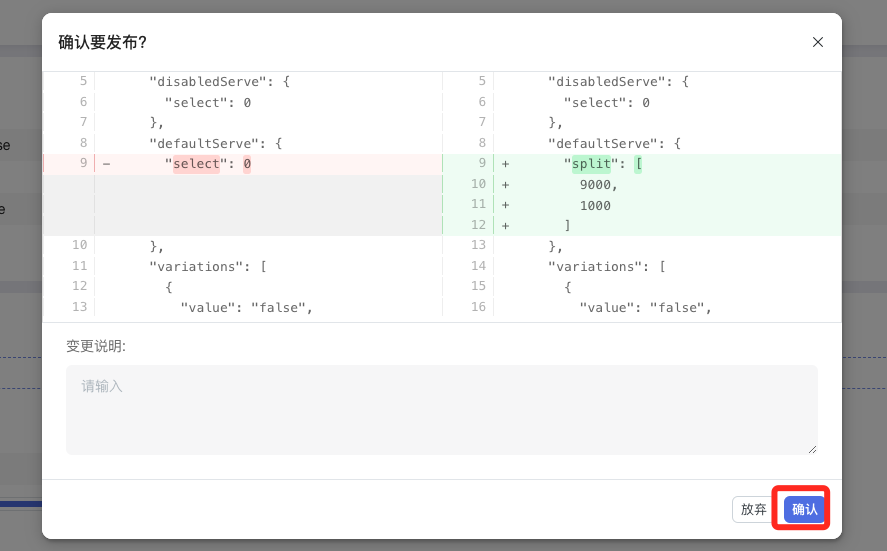 确认要发布?
se
e
5 "disabledServe": { 5 "disabledServe": {
6 "select": 0 6 "select": 0
7 }, 7 },
8 "defaultServe": { 8 "defaultServe": {
9 - "select": 0 9 + "split": [
10 + 9000,
11 + 1000
12 + ]
10 }, 13 },
11 "variations": [ 14 "variations": [
12 { 15 {
13 "value": "false", 16 "value": "false",
变更说明:
请输入
放弃 确认